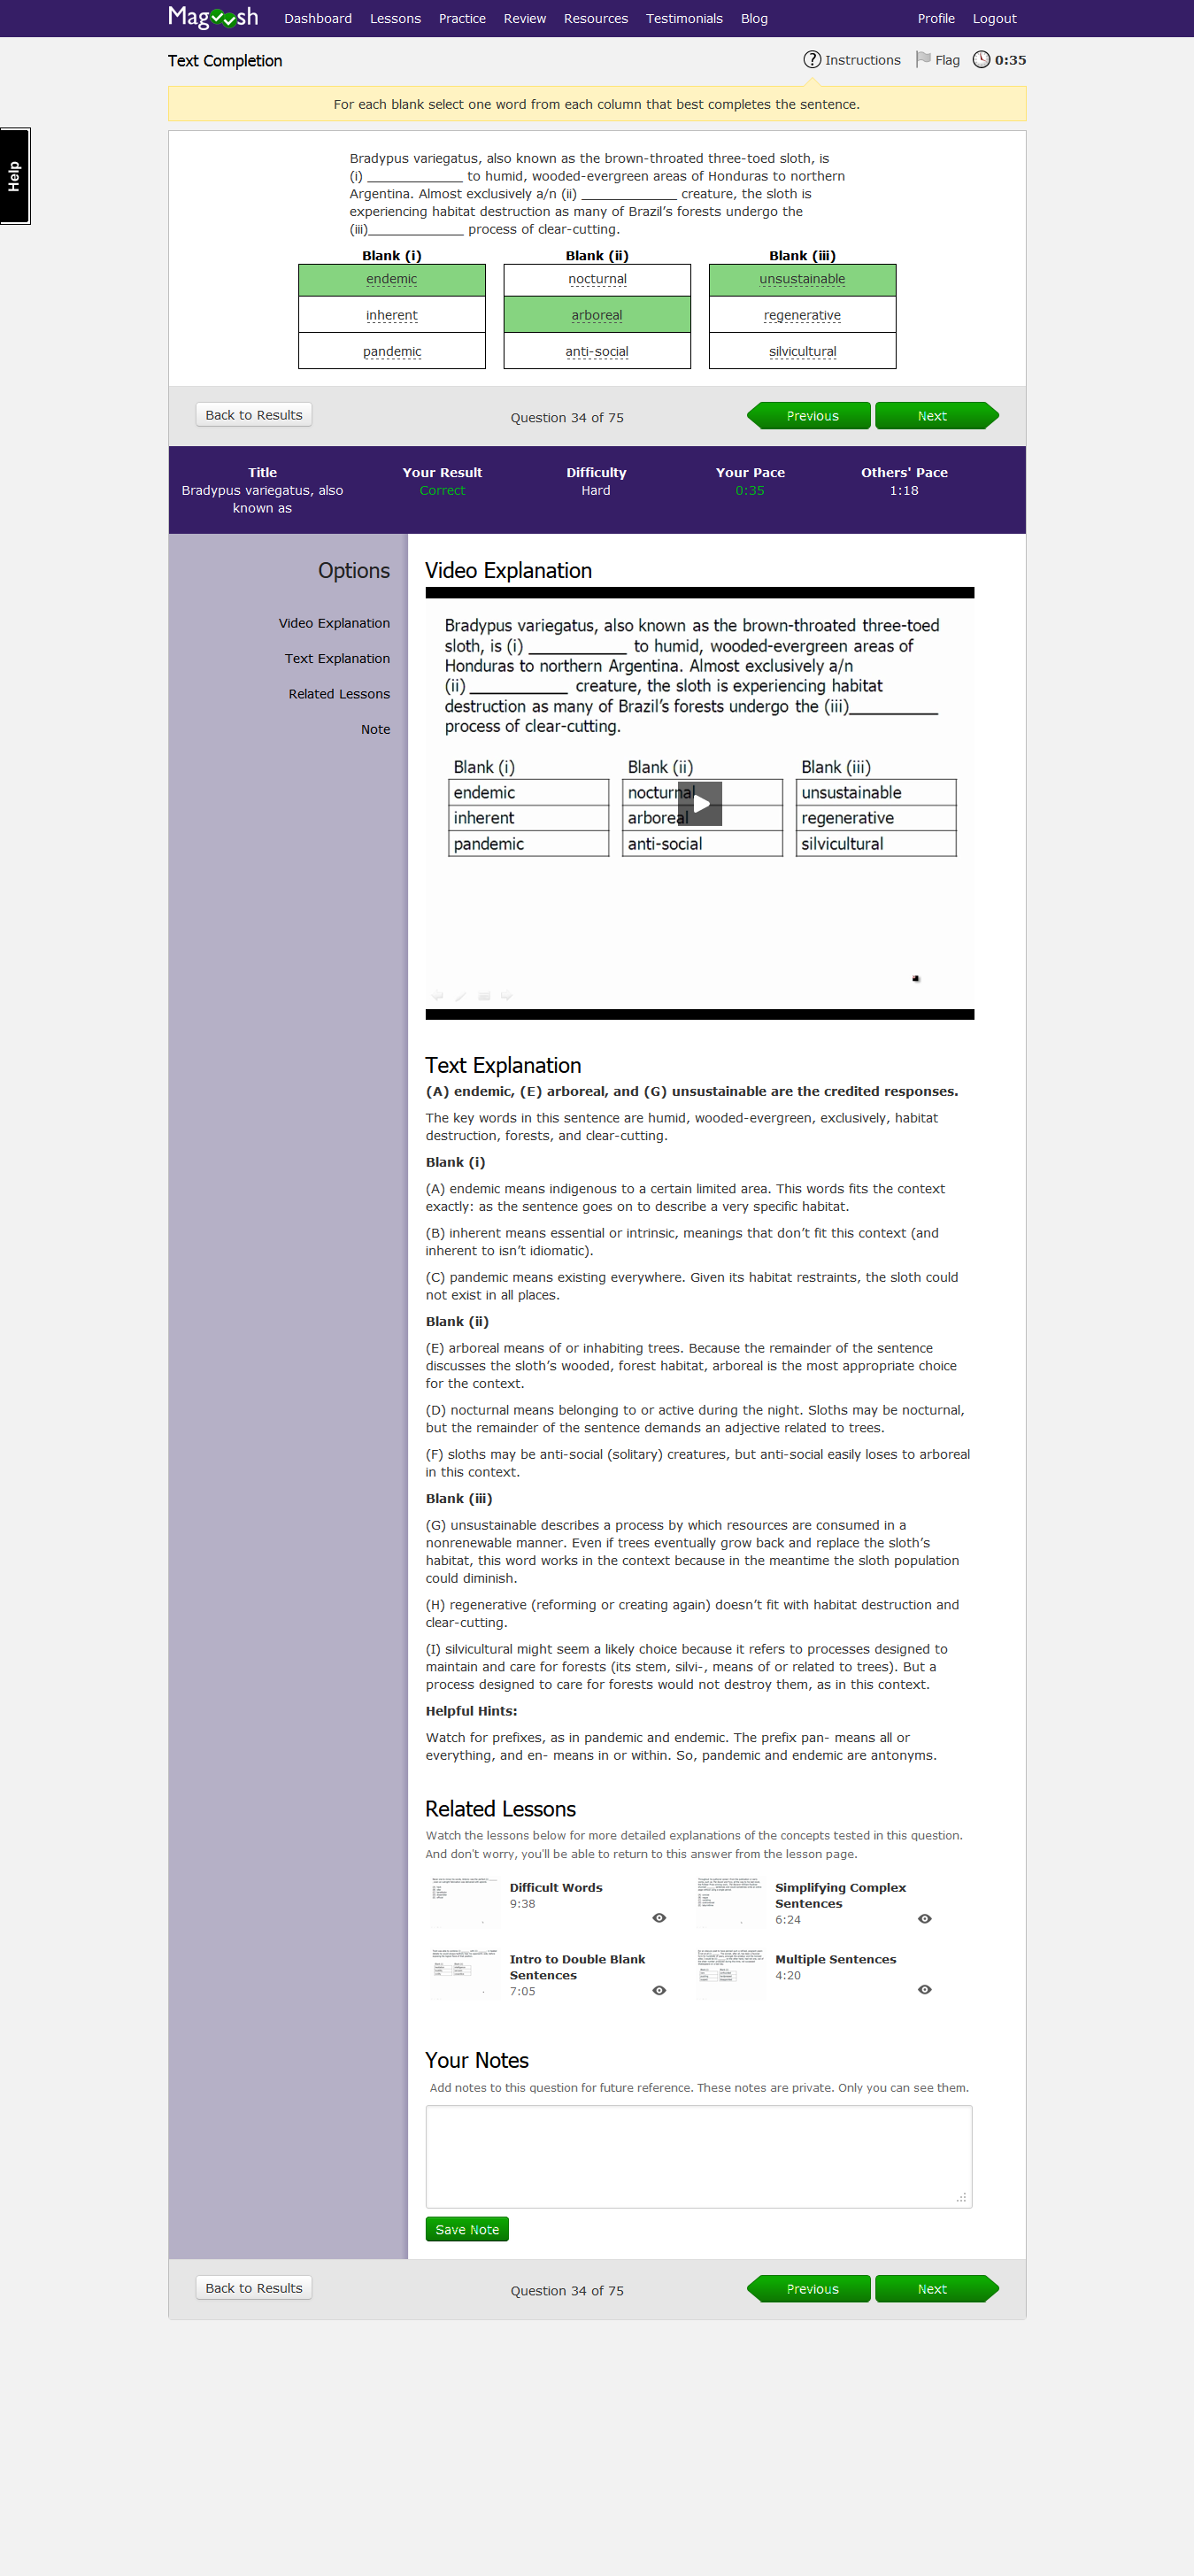 Magoosh
Dashboard Lessons Practice Review Resources Testimonials Blog Profile Logout
Text Completion
? Instructions Flag 0:35
For each blank select one word from each column that best completes the sentence.
Help
Bradypus variegatus, also known as the brown-throated three-toed sloth, is
(i) ______________ to humid, wooded-evergreen areas of Honduras to northern
Argentina. Almost exclusively a/n (ii) ______________ creature, the sloth is
experiencing habitat destruction as many of Brazil’s forests undergo the
(iii)______________ process of clear-cutting.
Blank (i) Blank (ii) Blank (iii)
endemic nocturnal unsustainable
inherent arboreal regenerative
pandemic anti-social silvicultural
Back to Results Question 34 of 75 Previous Next
Title Your Result Difficulty Your Pace Others' Pace
Bradypus variegatus, also Correct Hard 0:35 1:18
known as
Options
Video Explanation
Text Explanation
Related Lessons
Note
Video Explanation
Bradypus variegatus, also known as the brown-throated three-toed
sloth, is (i) ___________ to humid, wooded-evergreen areas of
Honduras to northern Argentina. Almost exclusively a/n
(ii) ___________ creature, the sloth is experiencing habitat
destruction as many of Brazil’s forests undergo the (iii)__________
process of clear-cutting.
Blank (i) Blank (ii) Blank (iii)
endemic nocturnal unsustainable
inherent arboreal regenerative
pandemic anti-social silvicultural
Text Explanation
(A) endemic, (E) arboreal, and (G) unsustainable are the credited responses.
The key words in this sentence are humid, wooded-evergreen, exclusively, habitat
destruction, forests, and clear-cutting.
Blank (i)
(A) endemic means indigenous to a certain limited area. This words fits the context
exactly: as the sentence goes on to describe a very specific habitat.
(B) inherent means essential or intrinsic, meanings that don’t fit this context (and
inherent to isn’t idiomatic).
(C) pandemic means existing everywhere. Given its habitat restraints, the sloth could
not exist in all places.
Blank (ii)
(E) arboreal means of or inhabiting trees. Because the remainder of the sentence
discusses the sloth’s wooded, forest habitat, arboreal is the most appropriate choice
for the context.
(D) nocturnal means belonging to or active during the night. Sloths may be nocturnal,
but the remainder of the sentence demands an adjective related to trees.
(F) sloths may be anti-social (solitary) creatures, but anti-social easily loses to arboreal
in this context.
Blank (iii)
(G) unsustainable describes a process by which resources are consumed in a
nonrenewable manner. Even if trees eventually grow back and replace the sloth’s
habitat, this word works in the context because in the meantime the sloth population
could diminish.
(H) regenerative (reforming or creating again) doesn’t fit with habitat destruction and
clear-cutting.
(I) silvicultural might seem a likely choice because it refers to processes designed to
maintain and care for forests (its stem, silvi-, means of or related to trees). But a
process designed to care for forests would not destroy them, as in this context.
Helpful Hints:
Watch for prefixes, as in pandemic and endemic. The prefix pan- means all or
everything, and en- means in or within. So, pandemic and endemic are antonyms.
Related Lessons
Watch the lessons below for more detailed explanations of the concepts tested in this question.
And don't worry, you'll be able to return to this answer from the lesson page.
Difficult Words
9:38
Simplifying Complex
Sentences
6:24
Intro to Double Blank
Sentences
7:05
Multiple Sentences
4:20
Your Notes
Add notes to this question for future reference. These notes are private. Only you can see them.
Save Note
Back to Results Question 34 of 75 Previous Next